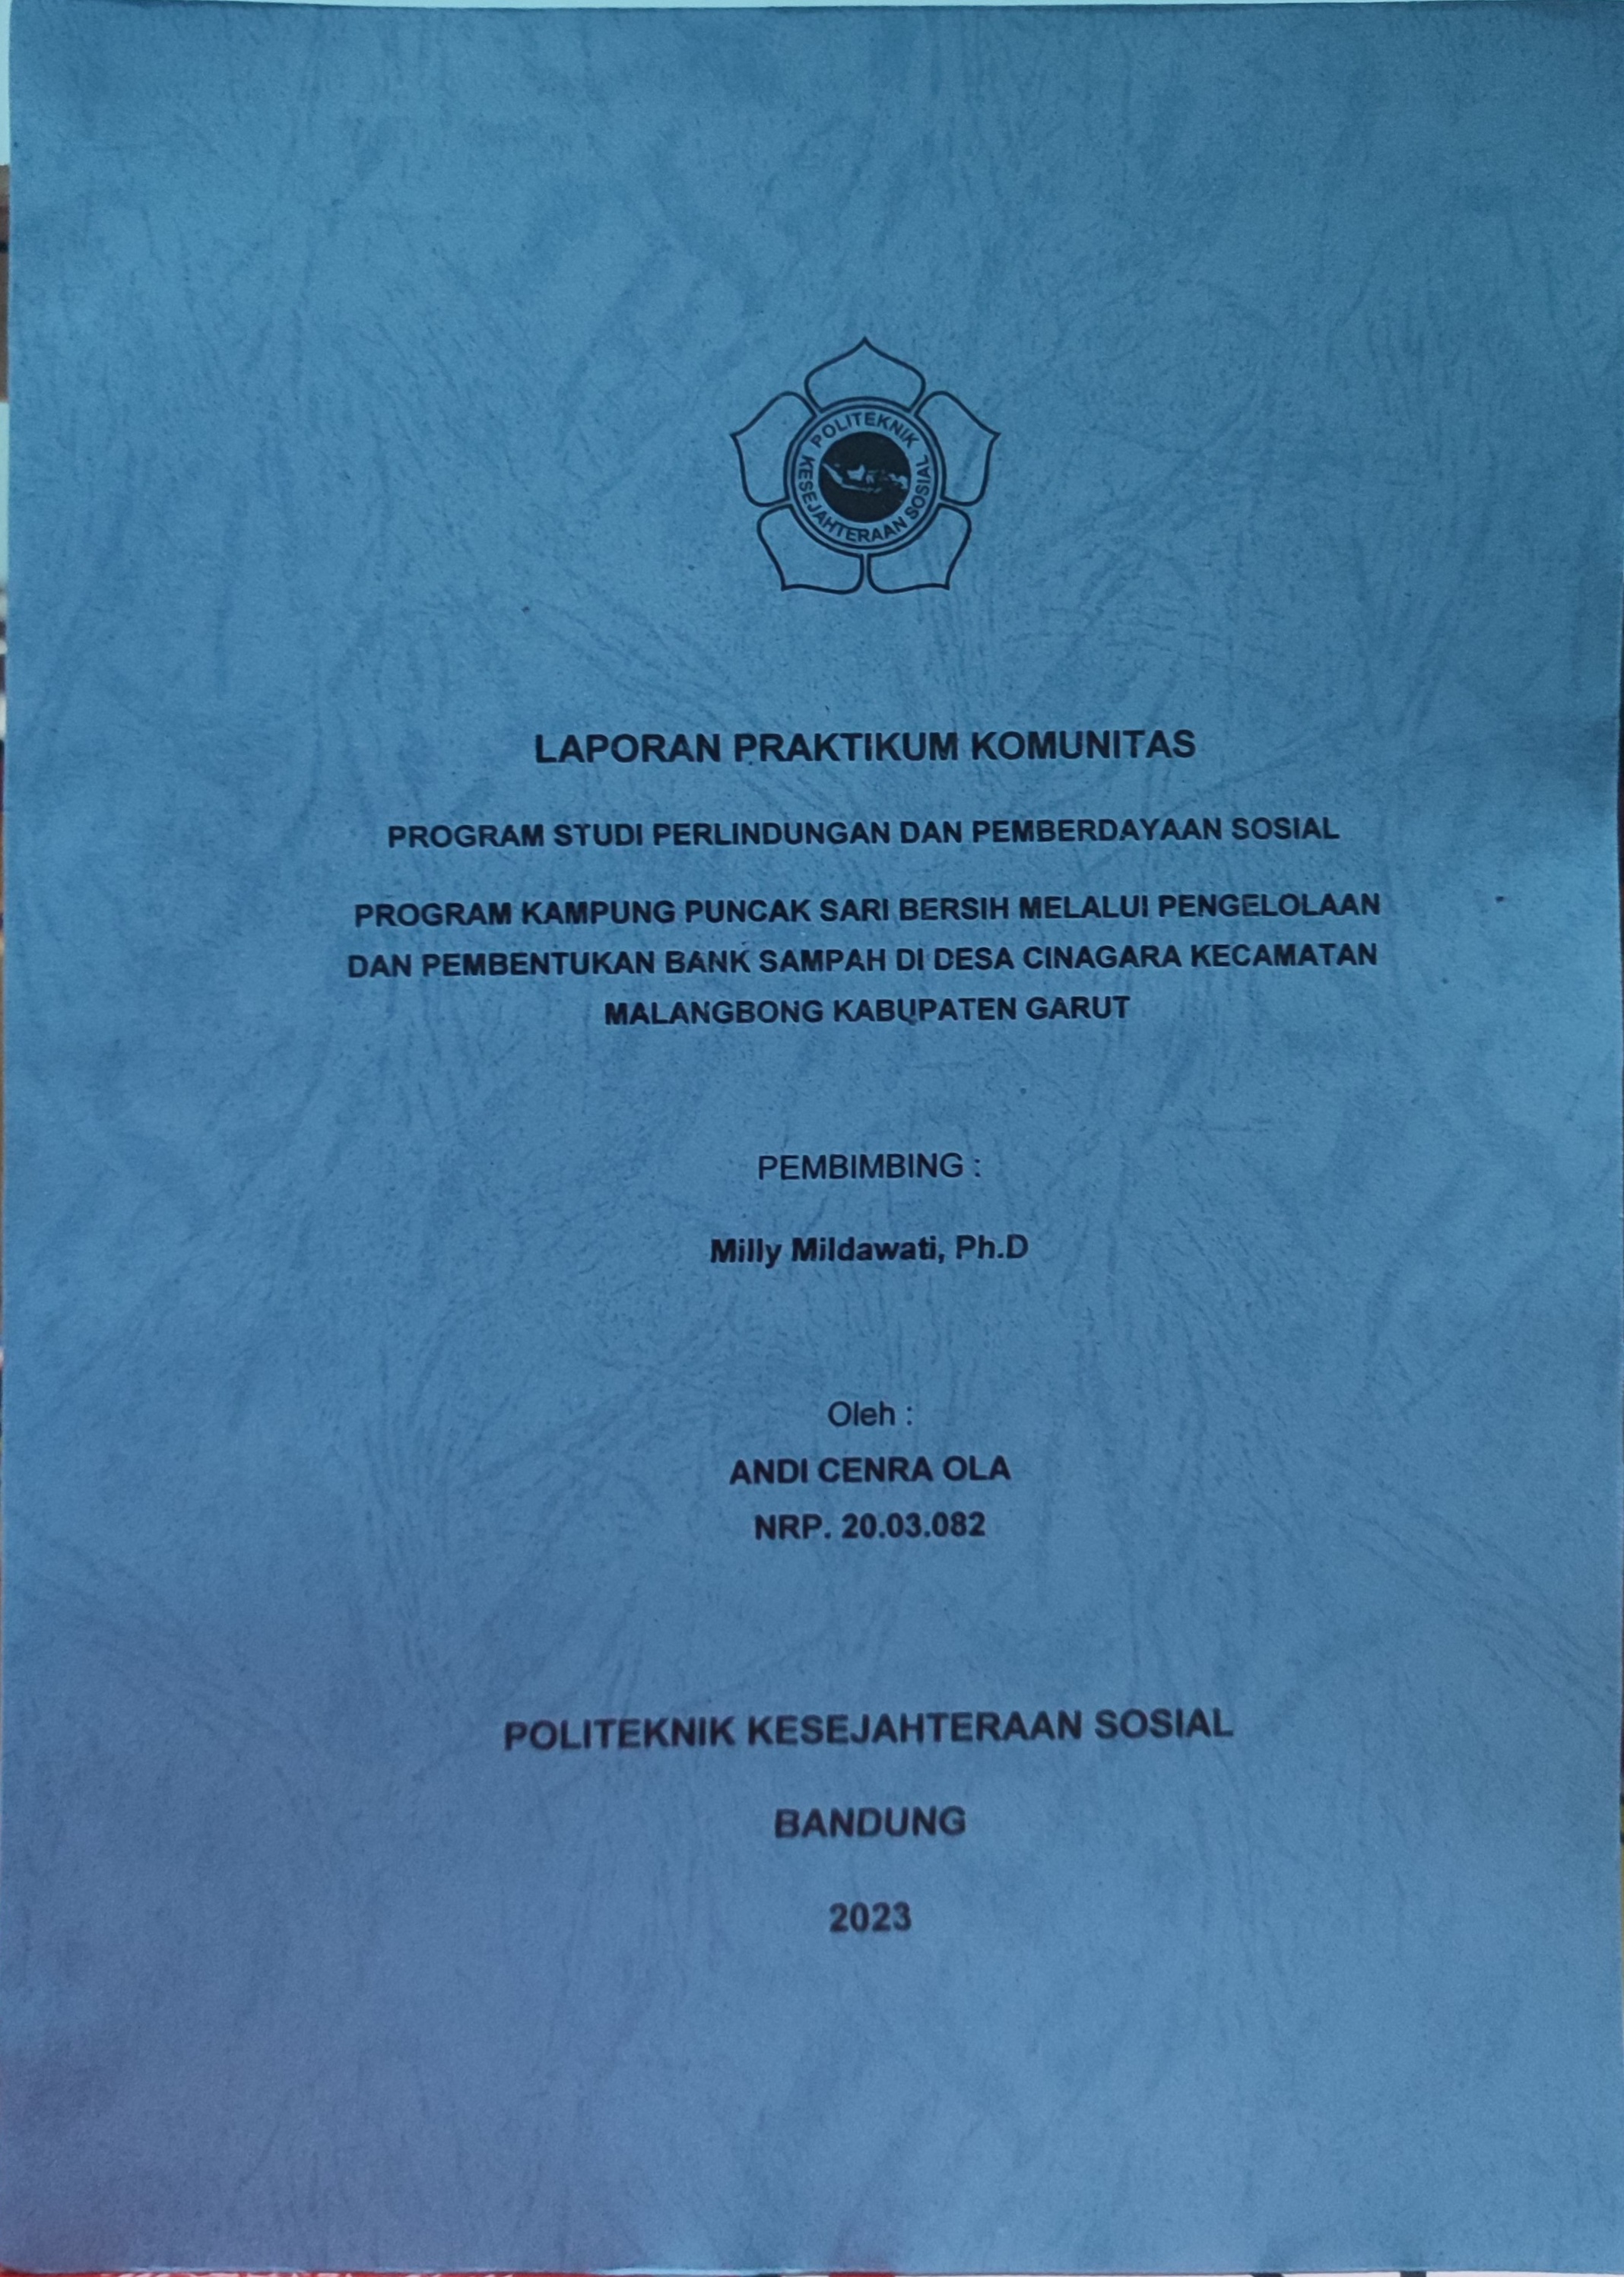 POLITEKNIK
KESEJAHTERAAN SOSIAL
LAPORAN PRAKTIKUM KOMUNITAS
PROGRAM STUDI PERLINDUNGAN DAN PEMBERDAYAAN SOSIAL
PROGRAM KAMPUNG PUNCAK SARI BERSIH MELALUI PENGELOLAAN
DAN PEMBENTUKAN BANK SAMPAH DI DESA CINAGARA KECAMATAN
MALANGBONG KABUPATEN GARUT
PEMBIMBING :
Milly Mildawati, Ph.D
Oleh :
ANDI CENRA OLA
NRP. 20.03.082
POLITEKNIK KESEJAHTERAAN SOSIAL
BANDUNG
2023